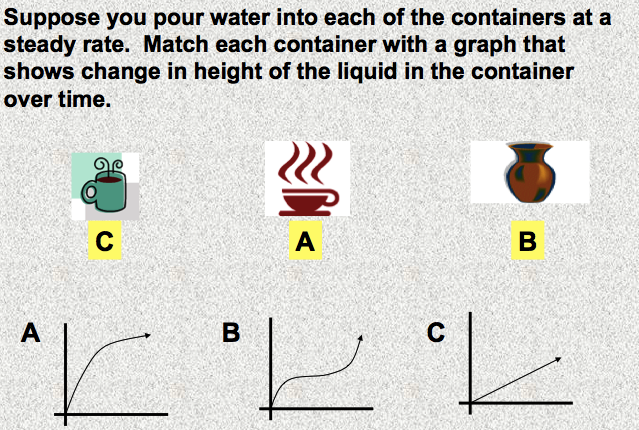 Suppose you pour water into each of the containers at a
steady rate.  Match each container with a graph that
shows change in height of the liquid in the container
over time.
C A B
A B C